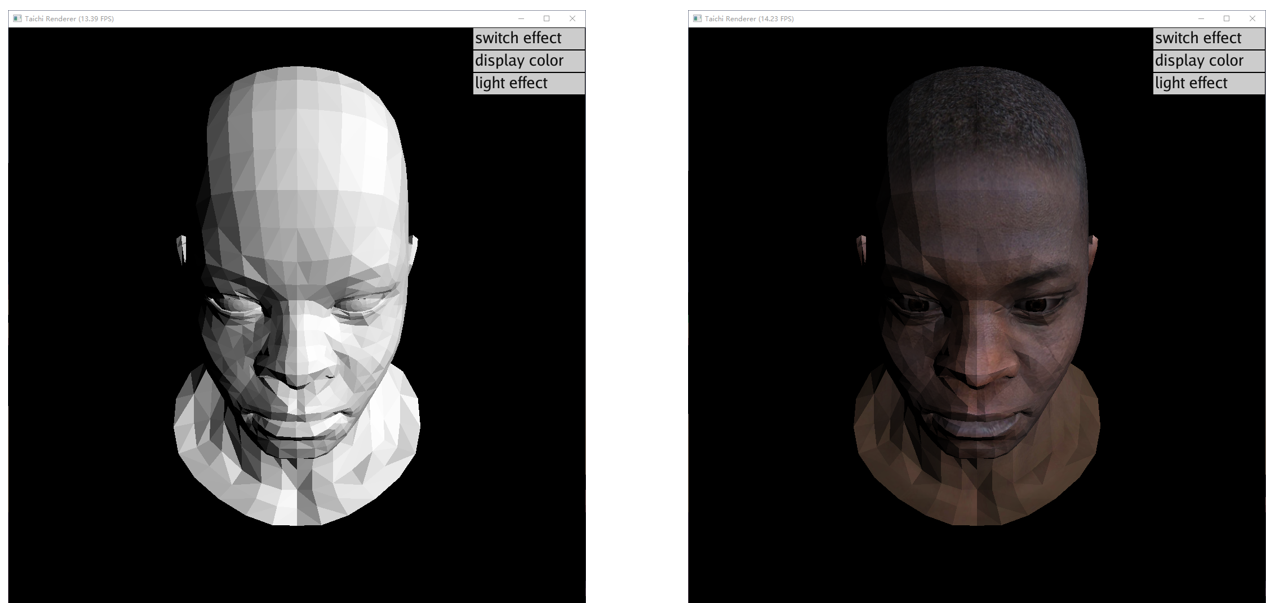 Taichi Renderer (13.39 FPS)
switch effect
display color
light effect
Taichi Renderer (14.23 FPS)
switch effect
display color
light effect